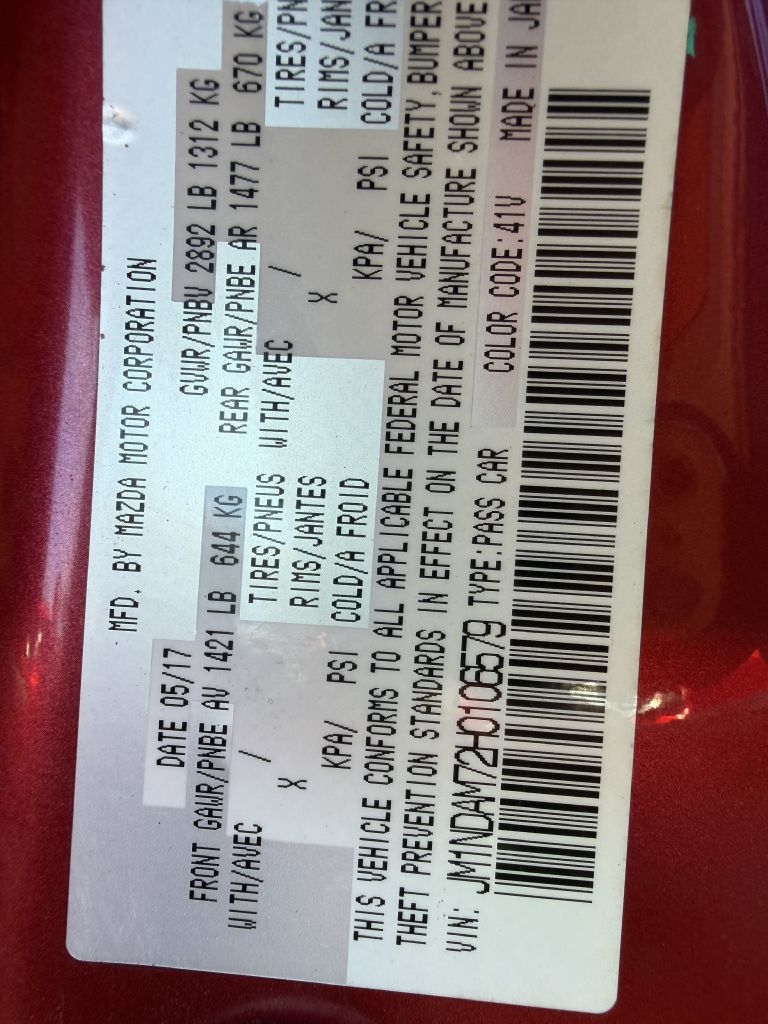 MFD. BY MAZDA MOTOR CORPORATION
DATE 05/17 GVWR/PNBV 2892 LB 1312 KG
FRONT GAWR/PNBE AV 1421 LB 644 KG REAR GAWR/PNBE AR 1477 LB 670 KG
WITH/AVEC / TIRES/PNEUS WITH/AVEC / TIRES/PN
X RIMS/JANTES X RIMS/JAN
KPA/ PSI COLD/A FROID KPA/ PSI COLD/A FR
THIS VEHICLE CONFORMS TO ALL APPLICABLE FEDERAL MOTOR VEHICLE SAFETY,BUMPER
THEFT PREVENTION STANDARDS IN EFFECT ON THE DATE OF MANUFACTURE SHOWN ABOVE
VIN: JM1NDAM72H0106579 TYPE:PASS CAR COLOR CODE:41V MADE IN JA